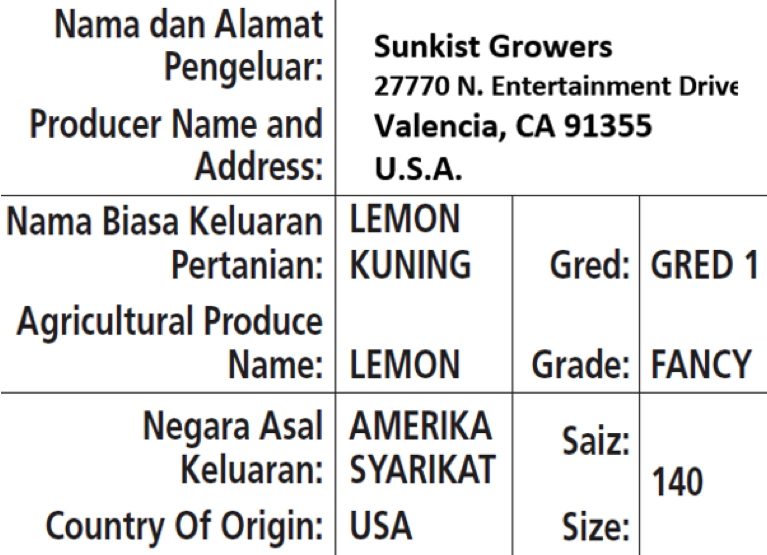 Nama dan Alamat
Pengeluar:
Producer Name and
Address:
Sunkist Growers
27770 N. Entertainment Drive
Valencia, CA 91355
U.S.A.
Nama Biasa Keluaran
Pertanian:
LEMON
KUNING
Gred:
GRED 1
Agricultural Produce
Name:
LEMON
Grade:
FANCY
Negara Asal
Keluaran:
AMERIKA
SYARIKAT
Saiz:
140
Country Of Origin:
USA
Size: